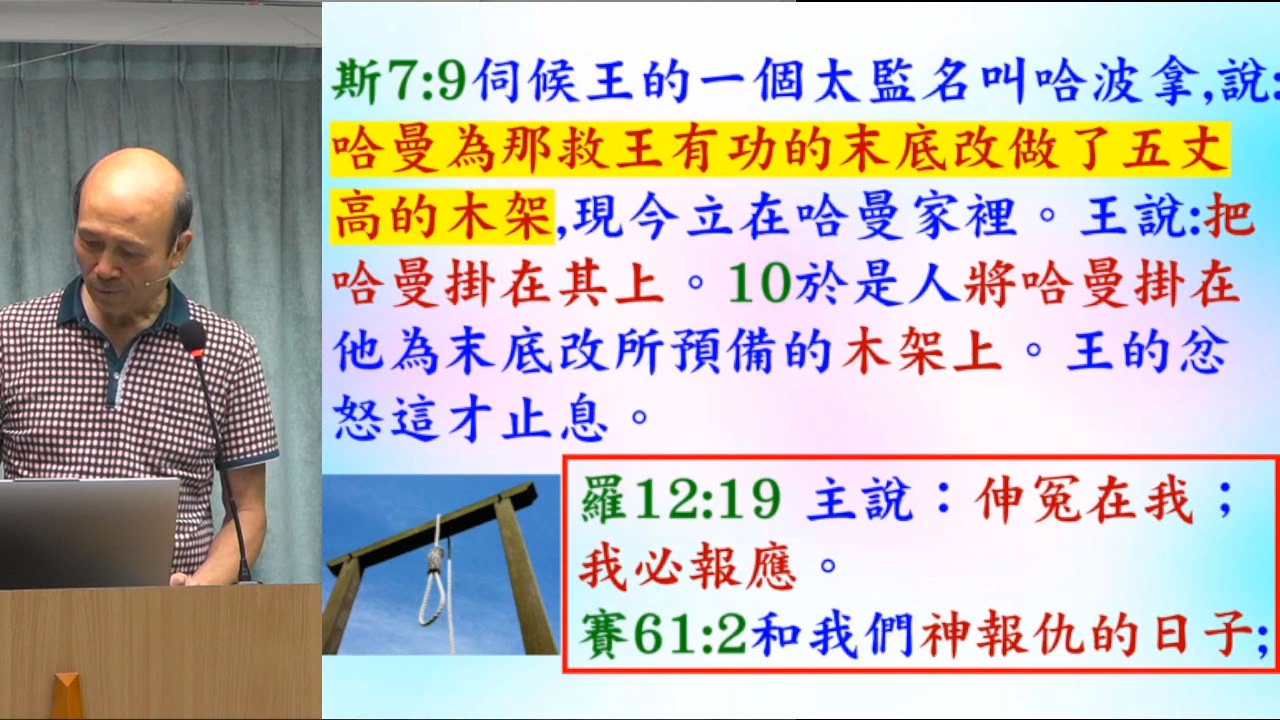 斯7:9伺候王的一個太監名叫哈波拿,說:
哈曼為那救王有功的末底改做了五丈
高的木架,現今立在哈曼家裡。王說:把
哈曼掛在其上。10於是人將哈曼掛在
他為末底改所預備的木架上。王的忿
怒這才止息。
羅12:19 主說：伸冤在我；
我必報應。
賽61:2和我們神報仇的日子;